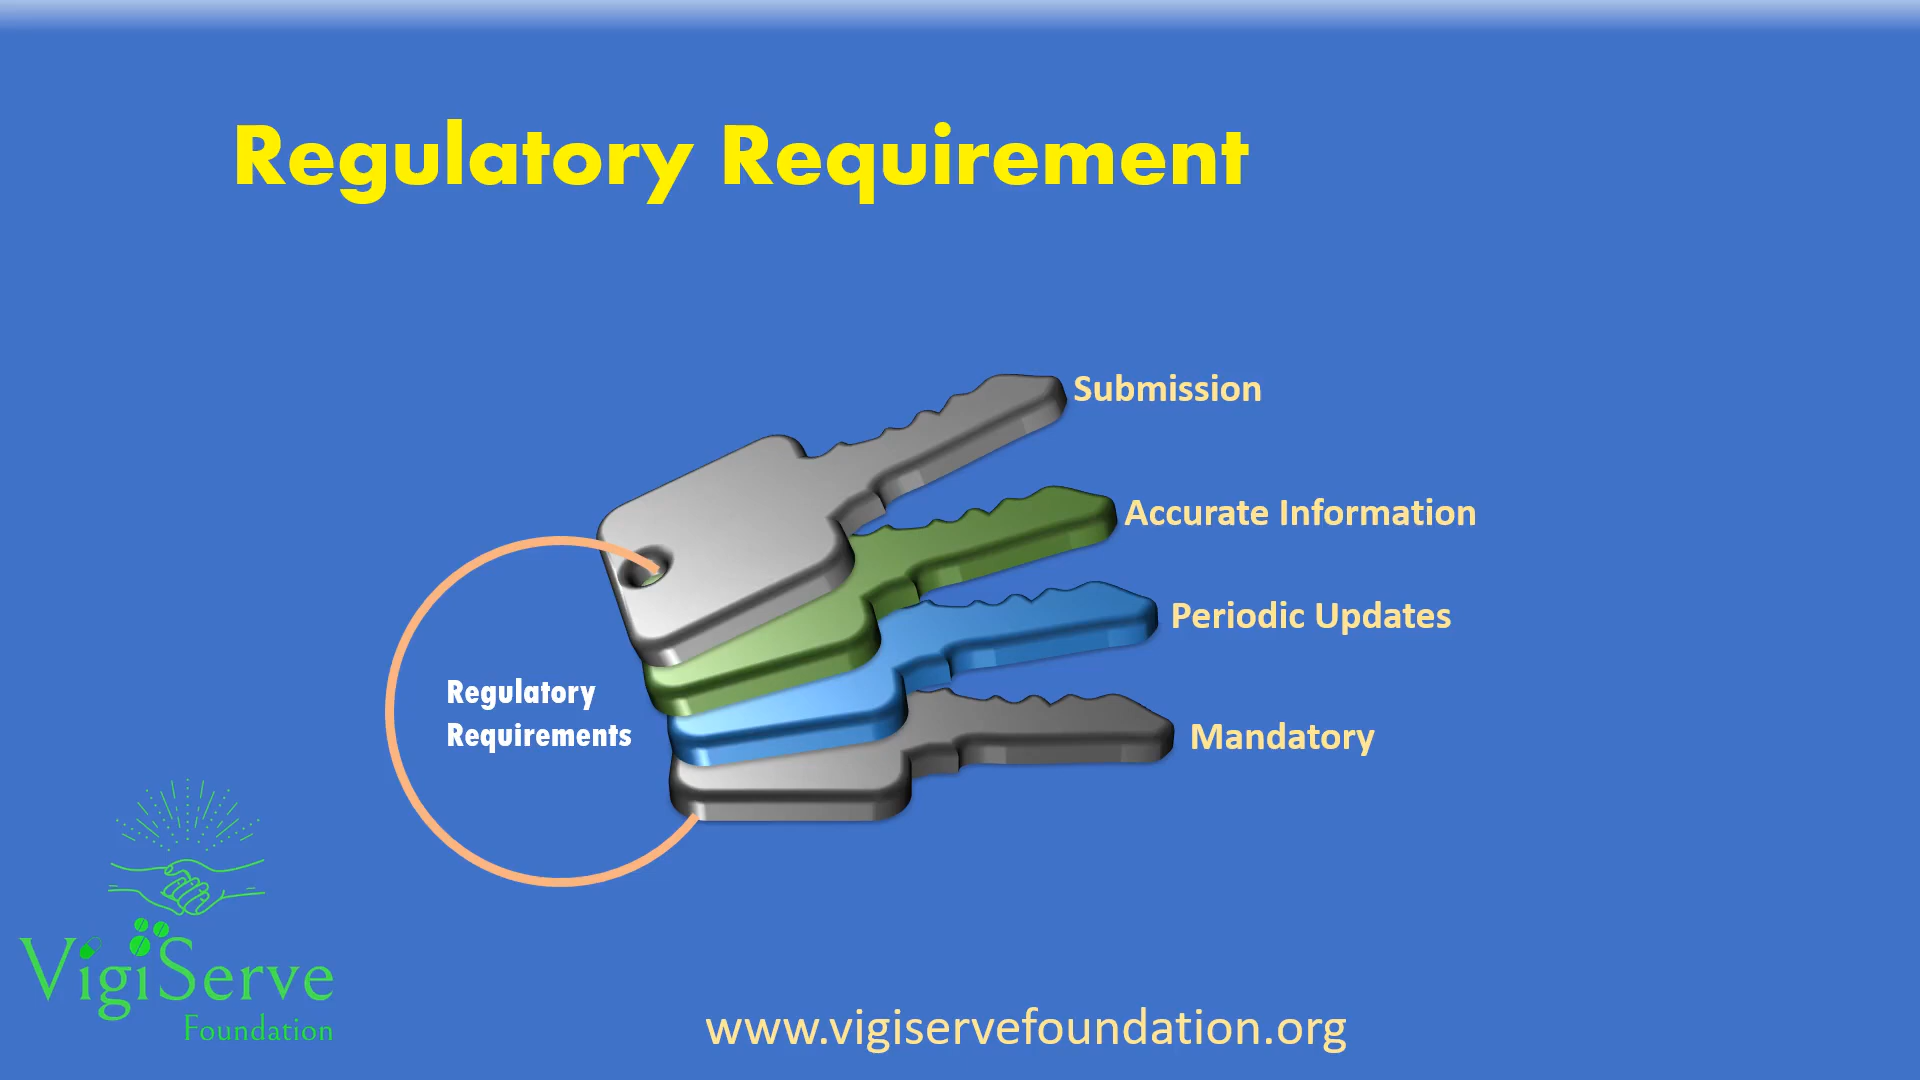 Regulatory Requirement
Submission
Accurate Information
Periodic Updates
Regulatory
Requirements
Mandatory
VigiServe
Foundation
www.vigiservefoundation.org